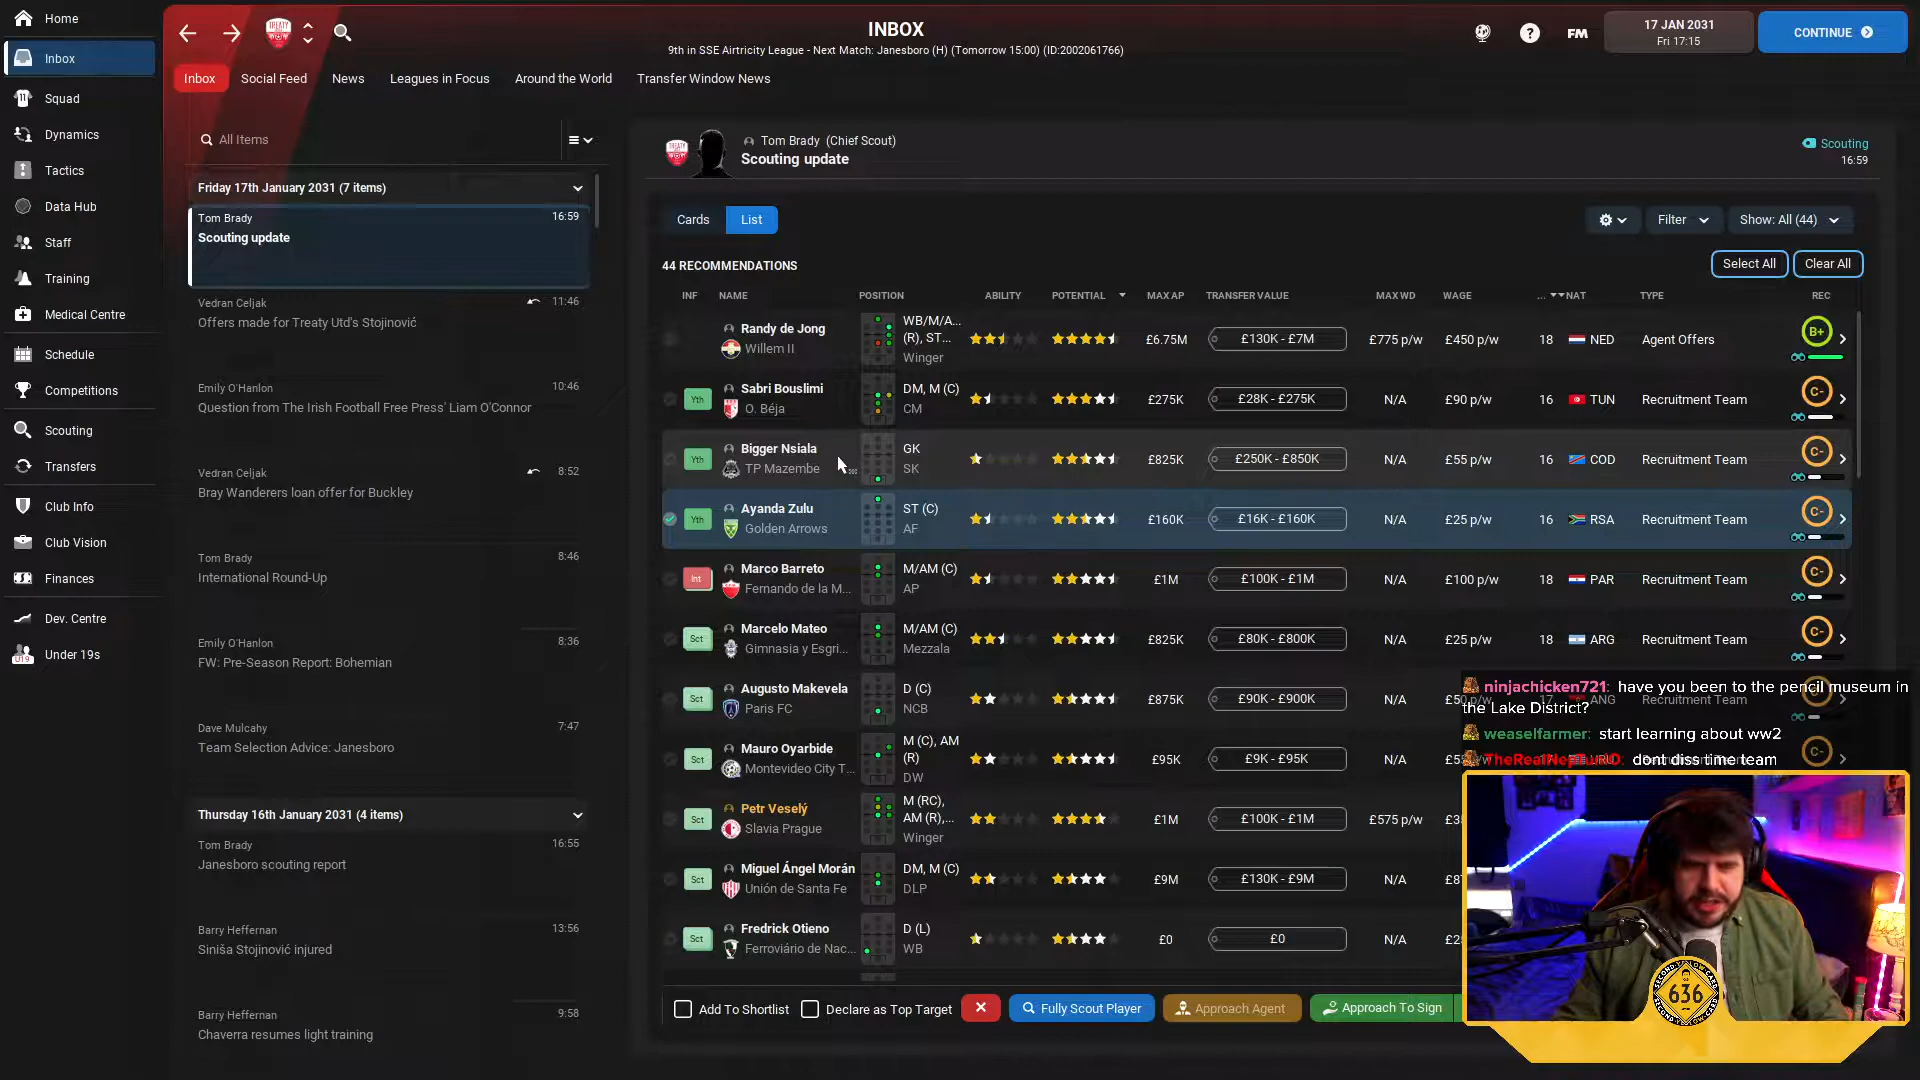 Home
Inbox
Squad
Dynamics
Tactics
Data Hub
Staff
Training
Medical Centre
Schedule
Competitions
Scouting
Transfers
Club Info
Club Vision
Finances
Dev. Centre
Under 19s
INBOX
9th in SSE Airtricity League - Next Match: Janesboro (H) (Tomorrow 15:00) (ID:2002061766)
FM
17 JAN 2031
Fri 17:15
CONTINUE
Inbox Social Feed News Leagues in Focus Around the World Transfer Window News
All Items
Friday 17th January 2031 (7 items)
Tom Brady 16:59
Scouting update
Vedran Celjak 11:46
Offers made for Treaty Utd's Stojinović
Emily O'Hanlon 10:46
Question from The Irish Football Free Press' Liam O'Connor
Vedran Celjak 8:52
Bray Wanderers loan offer for Buckley
Tom Brady 8:46
International Round-Up
Emily O'Hanlon 8:36
FW: Pre-Season Report: Bohemian
Dave Mulcahy 7:47
Team Selection Advice: Janesboro
Thursday 16th January 2031 (4 items)
Tom Brady 16:55
Janesboro scouting report
Barry Heffernan 13:56
Siniša Stojinović injured
Barry Heffernan 9:58
Chaverra resumes light training
Tom Brady (Chief Scout)
Scouting update
Scouting
16:59
Cards List
Filter
Show: All (44)
44 RECOMMENDATIONS
Select All Clear All
INF NAME POSITION ABILITY POTENTIAL MAX AP TRANSFER VALUE MAX WD WAGE ... NAT TYPE REC
Randy de Jong Willem II WB/M/A... (R), ST... Winger £6.75M £130K - £7M £775 p/w £450 p/w 18 NED Agent Offers B+
Yth Sabri Bouslimi O. Béja DM, M (C) CM £275K £28K - £275K N/A £90 p/w 16 TUN Recruitment Team C-
Yth Bigger Nsiala TP Mazembe GK SK £825K £250K - £850K N/A £55 p/w 16 COD Recruitment Team C-
Yth Ayanda Zulu Golden Arrows ST (C) AF £160K £16K - £160K N/A £25 p/w 16 RSA Recruitment Team C-
Int Marco Barreto Fernando de la M... M/AM (C) AP £1M £100K - £1M N/A £100 p/w 18 PAR Recruitment Team C-
Sct Marcelo Mateo Gimnasia y Esgri... M/AM (C) Mezzala £825K £80K - £800K N/A £25 p/w 18 ARG Recruitment Team C-
Sct Augusto Makevela Paris FC D (C) NCB £875K £90K - £900K N/A £50 p/w 17 ANG Recruitment Team C-
Sct Mauro Oyarbide Montevideo City T... M (C), AM (R) DW £95K £9K - £95K N/A URU Recruitment Team C-
Sct Petr Veselý Slavia Prague M (RC), AM (R),... Winger £1M £100K - £1M £575 p/w
Sct Miguel Ángel Morán Unión de Santa Fe DM, M (C) DLP £9M £130K - £9M N/A
Sct Fredrick Otieno Ferroviário de Nac... D (L) WB £0 £0 N/A
ninjachicken721: have you been to the pencil museum in
the Lake District?
weaselfarmer: start learning about ww2
dont diss time team
Add To Shortlist Declare as Top Target Fully Scout Player Approach Agent Approach To Sign
SECOND YELLOW CARD
636